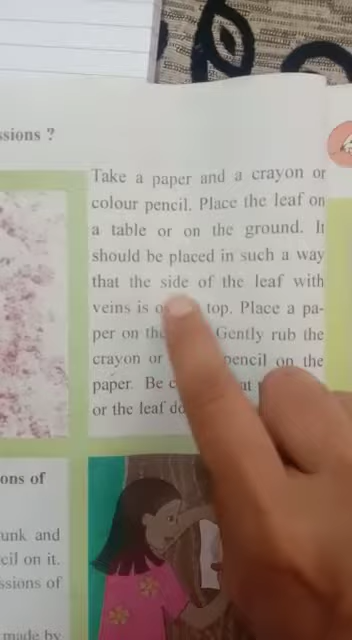 ssions ?
Take a paper and a crayon or
colour pencil. Place the leaf on
a table or on the ground. It
should be placed in such a way
that the side of the leaf with
veins is top. Place a pa-
per on Gently rub the
crayon or pencil on the
paper. Be
or the leaf
ons of
unk and
cil on it.
ssions of
made by